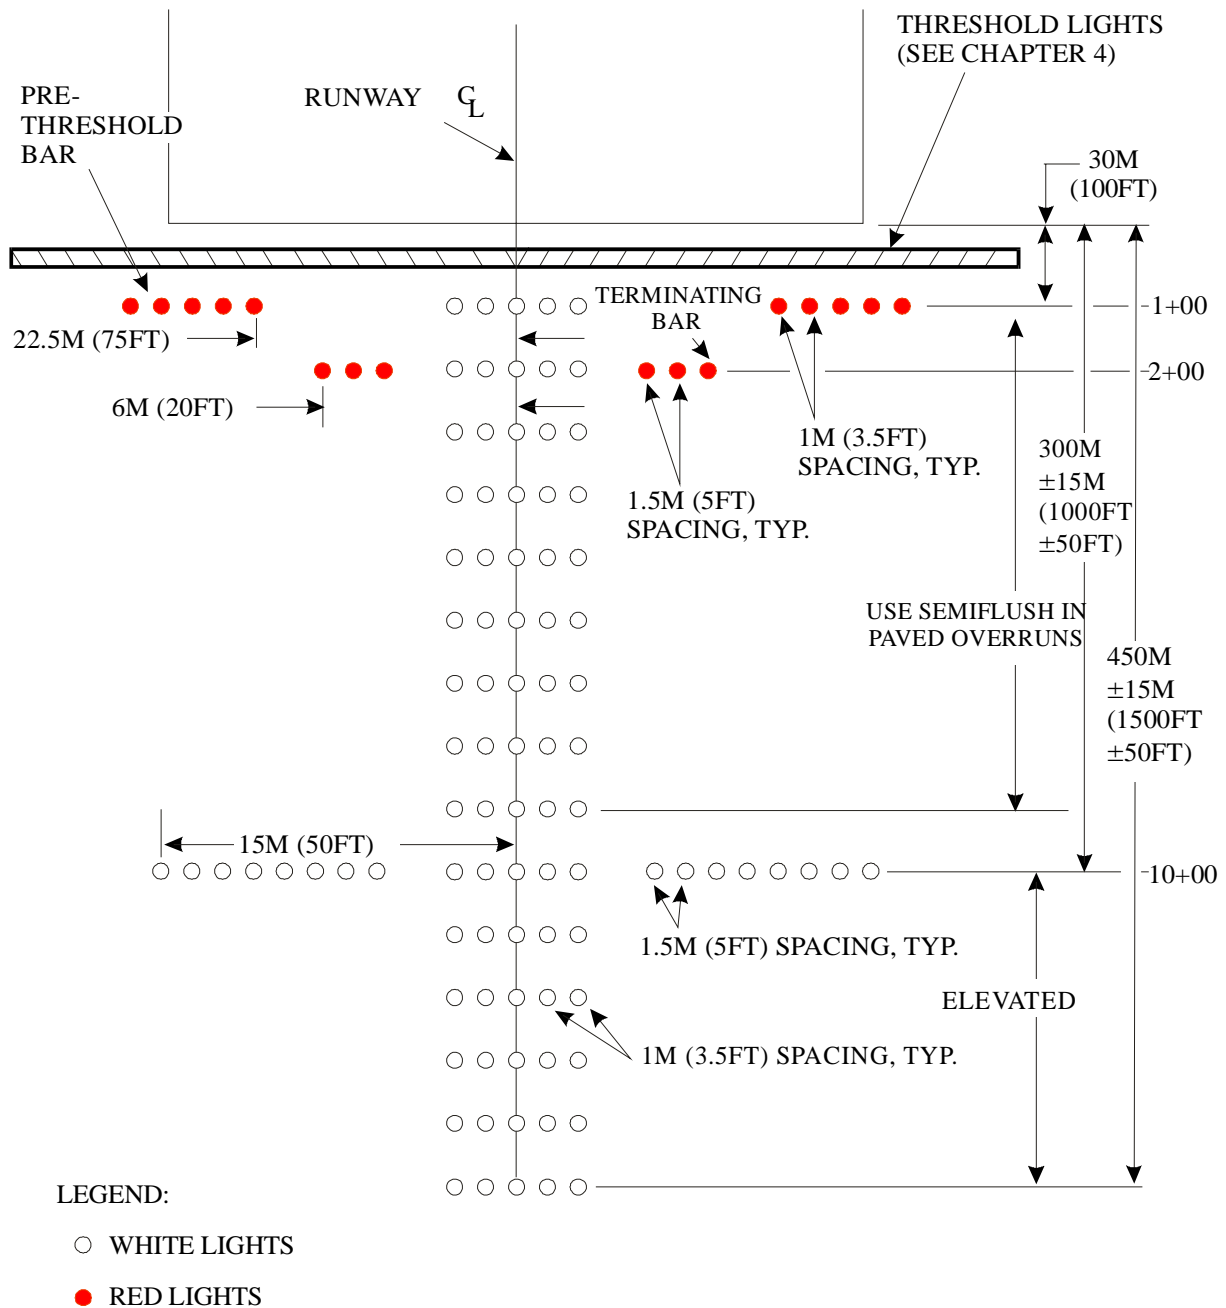 THRESHOLD LIGHTS
(SEE CHAPTER 4)
PRE-
THRESHOLD
BAR
RUNWAY ℄
30M
(100FT)
TERMINATING
BAR
1+00
22.5M (75FT)
2+00
6M (20FT)
1M (3.5FT)
SPACING, TYP.
300M
±15M
(1000FT
±50FT)
1.5M (5FT)
SPACING, TYP.
USE SEMIFLUSH IN
PAVED OVERRUNS
450M
±15M
(1500FT
±50FT)
15M (50FT)
10+00
1.5M (5FT) SPACING, TYP.
ELEVATED
1M (3.5FT) SPACING, TYP.
LEGEND:
WHITE LIGHTS
RED LIGHTS